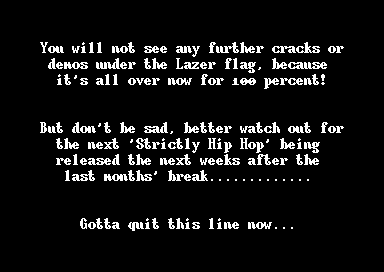 You will not see any further cracks or
demos under the Lazer flag, because
it's all over now for 100 percent!
But don't be sad, better watch out for
the next 'Strictly Hip Hop' being
released the next weeks after the
last months' break.............
Gotta quit this line now...